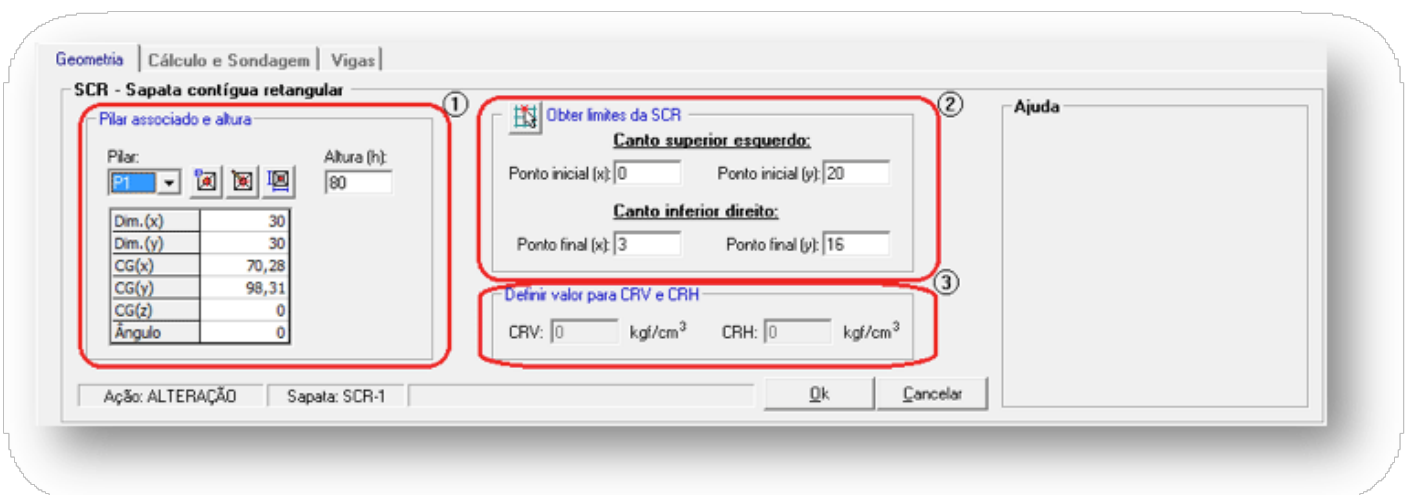 Geometria Cálculo e Sondagem Vigas
SCR - Sapata contígua retangular
1
Pilar associado e altura
Pilar:
P1
Altura (h):
80
Dim.(x) 30
Dim.(y) 30
CG(x) 70,28
CG(y) 98,31
CG(z) 0
Ângulo 0
2
Obter limites da SCR
Canto superior esquerdo:
Ponto inicial (x): 0 Ponto inicial (y): 20
Canto inferior direito:
Ponto final (x): 3 Ponto final (y): 16
3
Definir valor para CRV e CRH
CRV: 0 kgf/cm³ CRH: 0 kgf/cm³
Ajuda
Ação: ALTERAÇÃO Sapata: SCR-1
Ok Cancelar